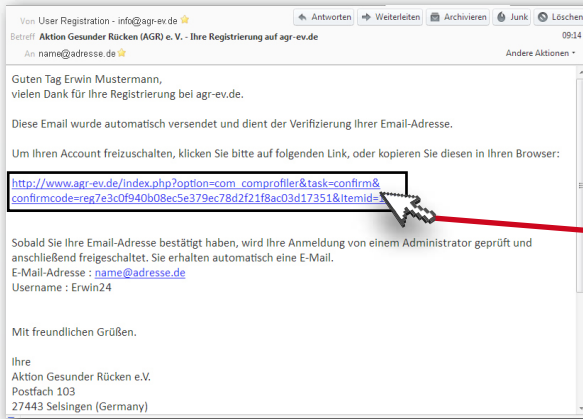 Von User Registration - info@agr-ev.de Antworten Weiterleiten Archivieren Junk Löschen
Betreff Aktion Gesunder Rücken (AGR) e. V. - Ihre Registrierung auf agr-ev.de 09:14
An name@adresse.de Andere Aktionen
Guten Tag Erwin Mustermann,
vielen Dank für Ihre Registrierung bei agr-ev.de.
Diese Email wurde automatisch versendet und dient der Verifizierung Ihrer Email-Adresse.
Um Ihren Account freizuschalten, klicken Sie bitte auf folgenden Link, oder kopieren Sie diesen in Ihren Browser:
http://www.agr-ev.de/index.php?option=com_comprofiler&task=confirm&
confirmcode=reg7e3c0f940b08ec5e379ec78d2f21f8ac03d17351&Itemid=1
Sobald Sie Ihre Email-Adresse bestätigt haben, wird Ihre Anmeldung von einem Administrator geprüft und
anschließend freigeschaltet. Sie erhalten automatisch eine E-Mail.
E-Mail-Adresse : name@adresse.de
Username : Erwin24
Mit freundlichen Grüßen.
Ihre
Aktion Gesunder Rücken e.V.
Postfach 103
27443 Selsingen (Germany)